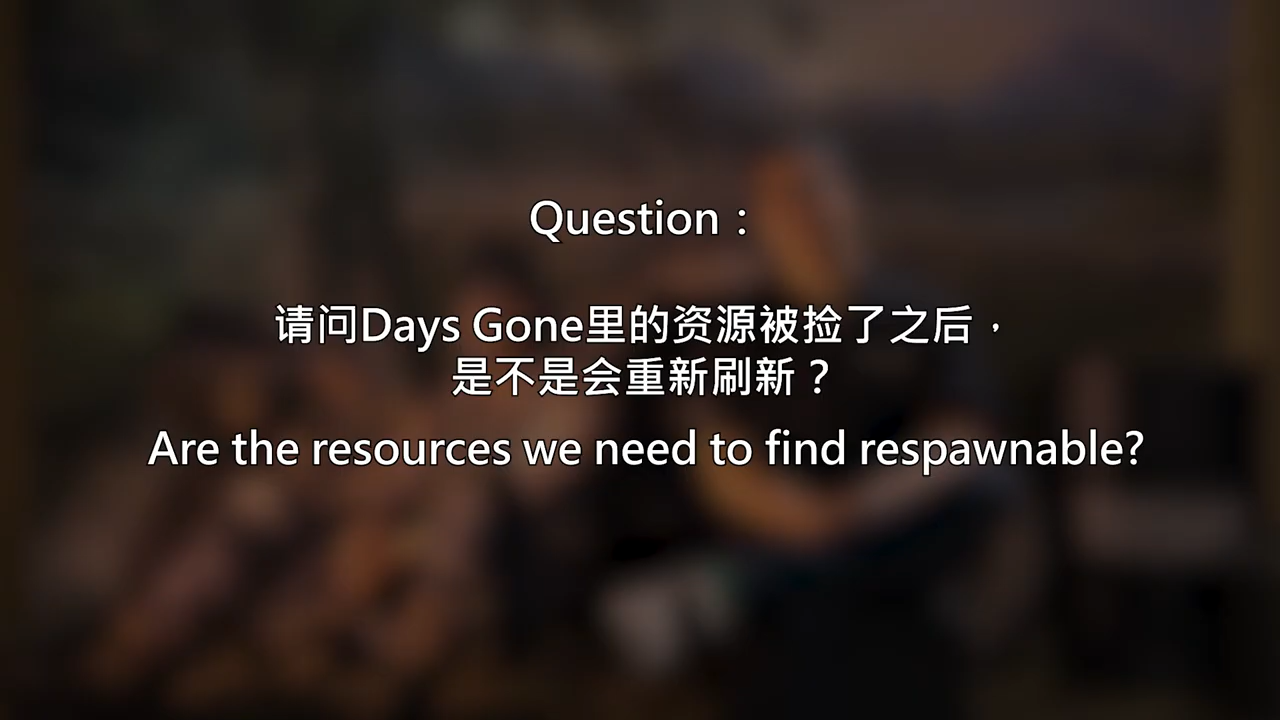 Question：
请问Days Gone里的资源被捡了之后，
是不是会重新刷新？
Are the resources we need to find respawnable?